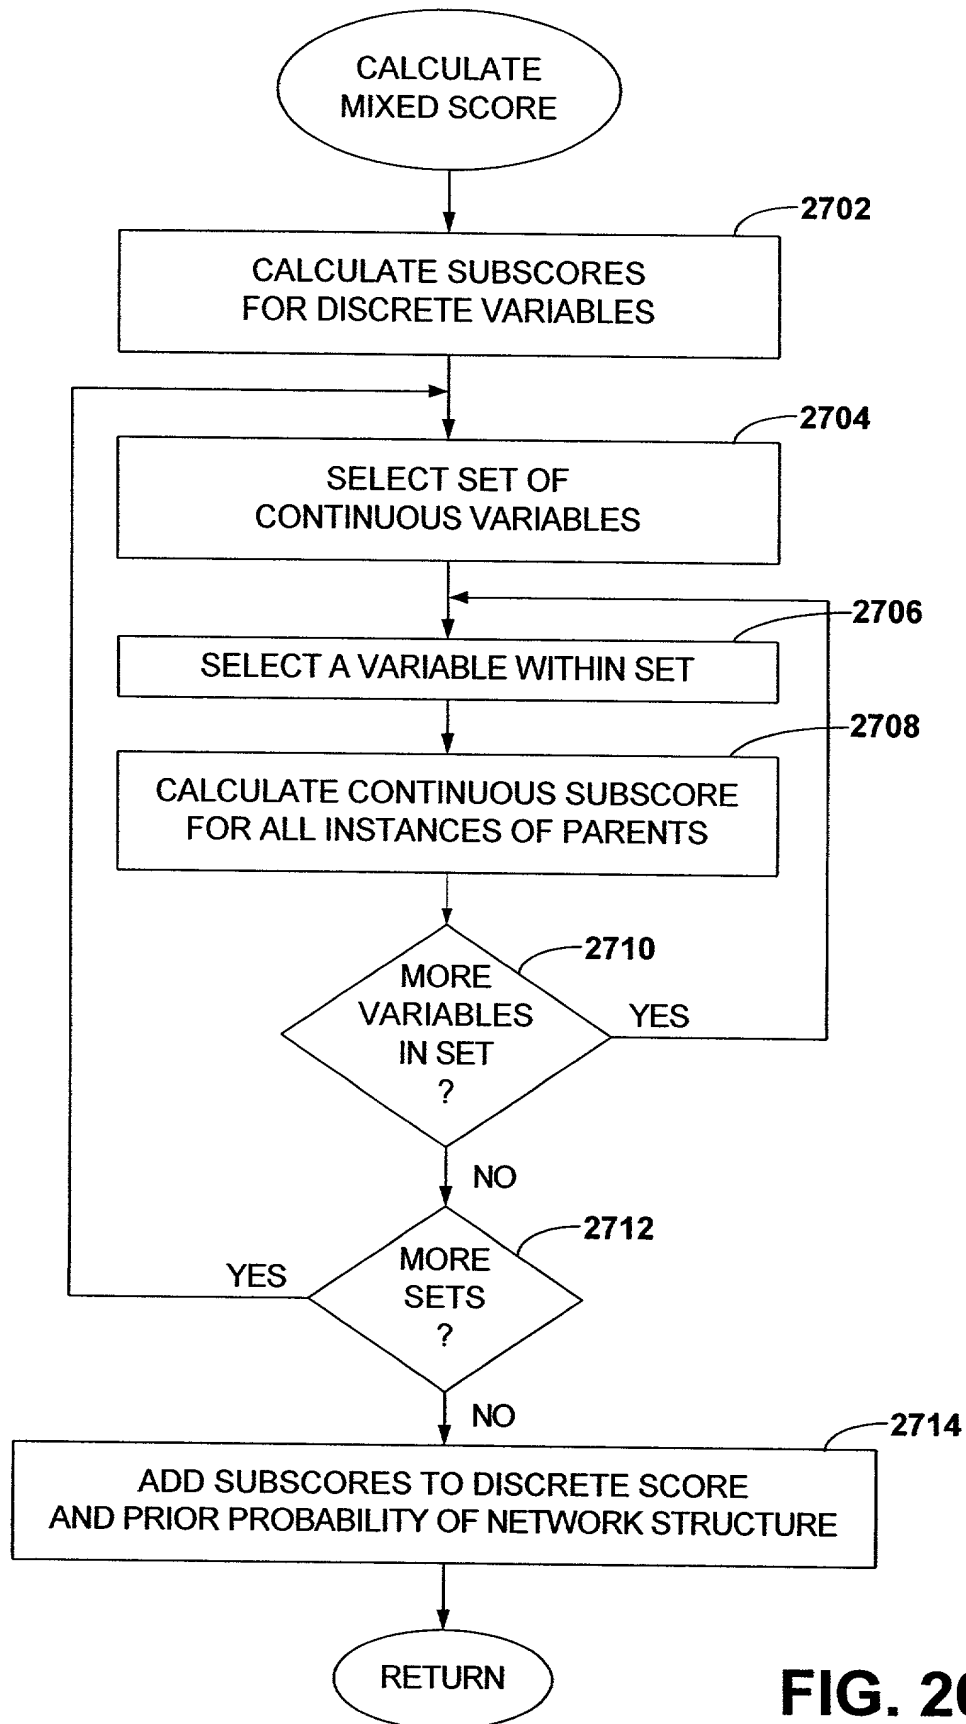 CALCULATE
MIXED SCORE
2702
CALCULATE SUBSCORES
FOR DISCRETE VARIABLES
2704
SELECT SET OF
CONTINUOUS VARIABLES
2706
SELECT A VARIABLE WITHIN SET
2708
CALCULATE CONTINUOUS SUBSCORE
FOR ALL INSTANCES OF PARENTS
2710
MORE
VARIABLES
IN SET
?
YES
NO
2712
MORE
SETS
?
YES
NO
2714
ADD SUBSCORES TO DISCRETE SCORE
AND PRIOR PROBABILITY OF NETWORK STRUCTURE
RETURN
FIG.